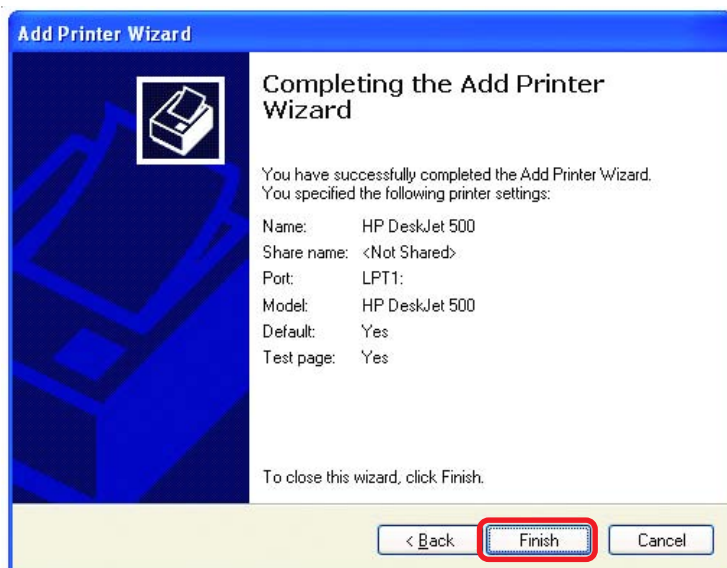 Add Printer Wizard
Completing the Add Printer
Wizard
You have successfully completed the Add Printer Wizard.
You specified the following printer settings:
Name: HP DeskJet 500
Share name: <Not Shared>
Port: LPT1:
Model: HP DeskJet 500
Default: Yes
Test page: Yes
To close this wizard, click Finish.
< Back Finish Cancel